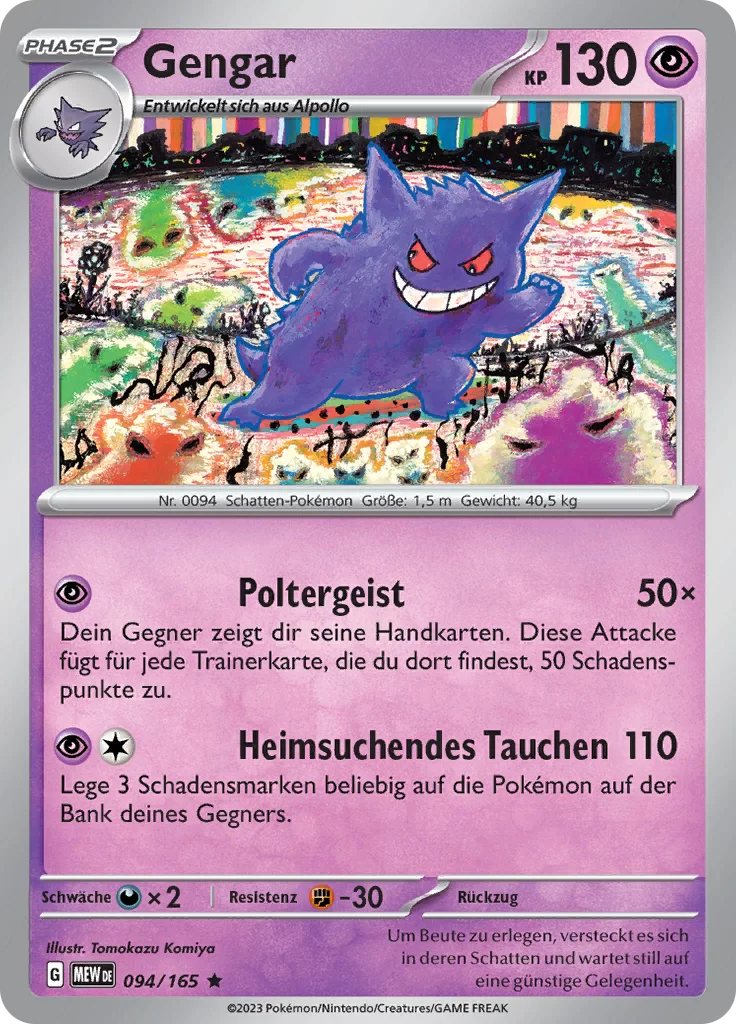 PHASE 2
Gengar
KP 130
Entwickelt sich aus Alpollo
Nr. 0094 Schatten-Pokémon Größe: 1,5 m Gewicht: 40,5 kg
Poltergeist 50×
Dein Gegner zeigt dir seine Handkarten. Diese Attacke
fügt für jede Trainerkarte, die du dort findest, 50 Schadens-
punkte zu.
Heimsuchendes Tauchen 110
Lege 3 Schadensmarken beliebig auf die Pokémon auf der
Bank deines Gegners.
Schwäche ×2 Resistenz -30 Rückzug
Illustr. Tomokazu Komiya
G MEW DE 094/165 ★
Um Beute zu erlegen, versteckt es sich
in deren Schatten und wartet still auf
eine günstige Gelegenheit.
©2023 Pokémon/Nintendo/Creatures/GAME FREAK